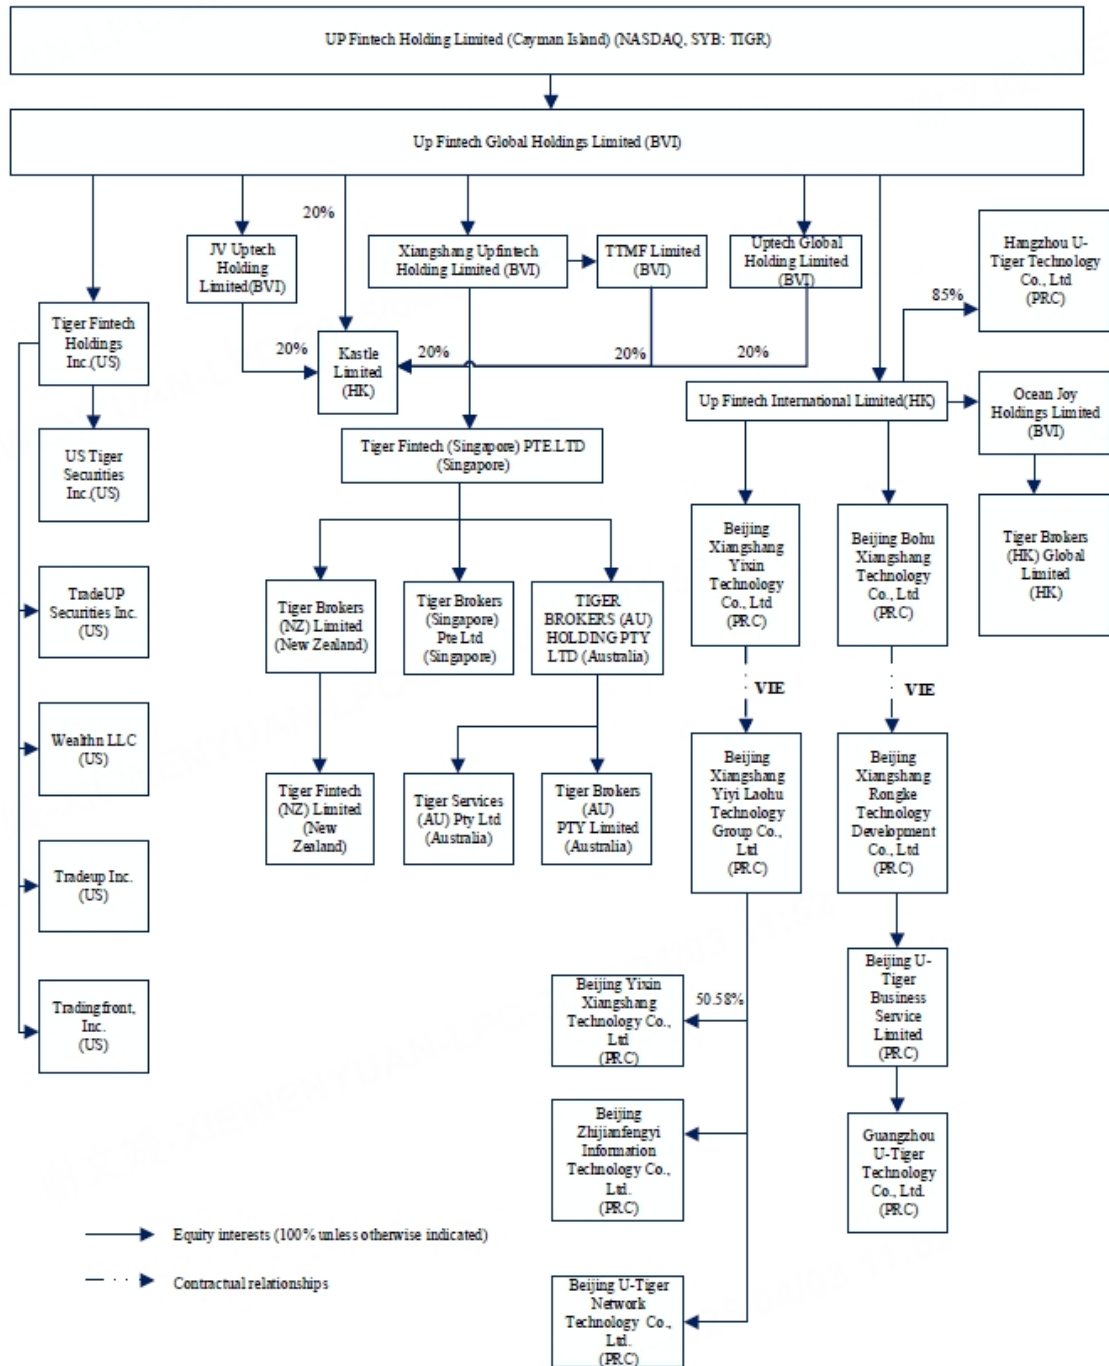 UP Fintech Holding Limited (Cayman Island) (NASDAQ, SYB: TIGR)
Up Fintech Global Holdings Limited (BVI)
20%
JV Uptech
Holding
Limited(BVI)
Xiangshang Upfintech
Holding Limited (BVI)
TTMF Limited
(BVI)
Uptech Global
Holding Limited
(BVI)
Hangzhou U-
Tiger Technology
Co., Ltd
(PRC)
85%
Tiger Fintech
Holdings
Inc.(US)
20%
Kastle
Limited
(HK)
20%
20%
20%
Up Fintech International Limited(HK)
Ocean Joy
Holdings Limited
(BVI)
US Tiger
Securities
Inc.(US)
Tiger Fintech (Singapore) PTE.LTD
(Singapore)
Beijing
Xiangshang
Yixin
Technology
Co., Ltd
(PRC)
Beijing Bohu
Xiangshang
Technology
Co., Ltd
(PRC)
Tiger Brokers
(HK) Global
Limited
(HK)
TradeUP
Securities Inc.
(US)
Tiger Brokers
(NZ) Limited
(New Zealand)
Tiger Brokers
(Singapore)
Pte Ltd
(Singapore)
TIGER
BROKERS (AU)
HOLDING PTY
LTD (Australia)
VIE
VIE
Wealthn LLC
(US)
Tiger Fintech
(NZ) Limited
(New
Zealand)
Tiger Services
(AU) Pty Ltd
(Australia)
Tiger Brokers
(AU)
PTY Limited
(Australia)
Beijing
Xiangshang
Yiyi Laohu
Technology
Group Co.,
Ltd
(PRC)
Beijing
Xiangshang
Rongke
Technology
Development
Co., Ltd
(PRC)
Tradeup Inc.
(US)
Tradingfront,
Inc.
(US)
Beijing Yixin
Xiangshang
Technology Co.,
Ltd
(PRC)
50.58%
Beijing U-
Tiger
Business
Service
Limited
(PRC)
Beijing
Zhijianfengyi
Information
Technology Co.,
Ltd.
(PRC)
Guangzhou
U-Tiger
Technology
Co., Ltd.
(PRC)
Equity interests (100% unless otherwise indicated)
Contractual relationships
Beijing U-Tiger
Network
Technology Co.,
Ltd.
(PRC)